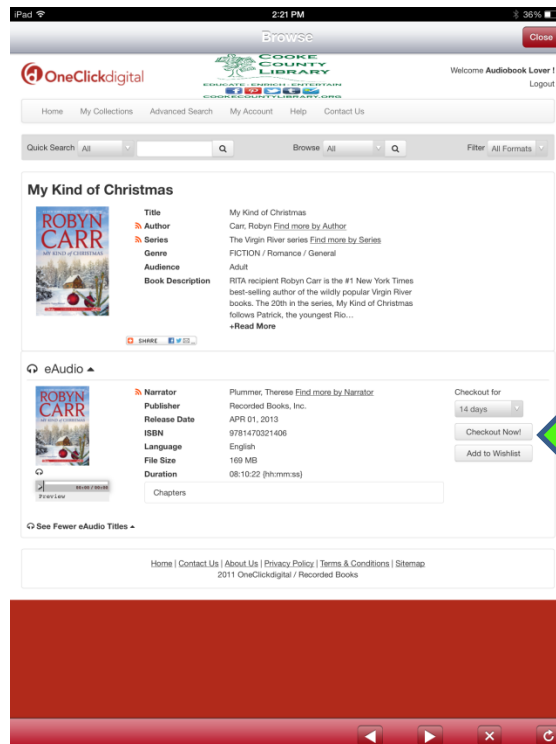 iPad 2:21 PM 36%
Browse Close
OneClickdigital
COOKE
COUNTY
LIBRARY
EDUCATE · ENRICH · ENTERTAIN
COOKECOUNTYLIBRARY.ORG
Welcome Audiobook Lover !
Logout
Home My Collections Advanced Search My Account Help Contact Us
Quick Search All Browse All Filter All Formats
My Kind of Christmas
ROBYN
CARR
MY KIND of CHRISTMAS
Title My Kind of Christmas
Author Carr, Robyn Find more by Author
Series The Virgin River series Find more by Series
Genre FICTION / Romance / General
Audience Adult
Book Description RITA recipient Robyn Carr is the #1 New York Times
best-selling author of the wildly popular Virgin River
books. The 20th in the series, My Kind of Christmas
follows Patrick, the youngest Rio...
+Read More
SHARE
eAudio
ROBYN
CARR
Narrator Plummer, Therese Find more by Narrator
Publisher Recorded Books, Inc.
Release Date APR 01, 2013
ISBN 9781470321406
Language English
File Size 169 MB
Duration 08:10:22 (hh:mm:ss)
Chapters
Checkout for
14 days
Checkout Now!
Add to Wishlist
00:00 / 00:00
Preview
See Fewer eAudio Titles
Home | Contact Us | About Us | Privacy Policy | Terms & Conditions | Sitemap
2011 OneClickdigital / Recorded Books